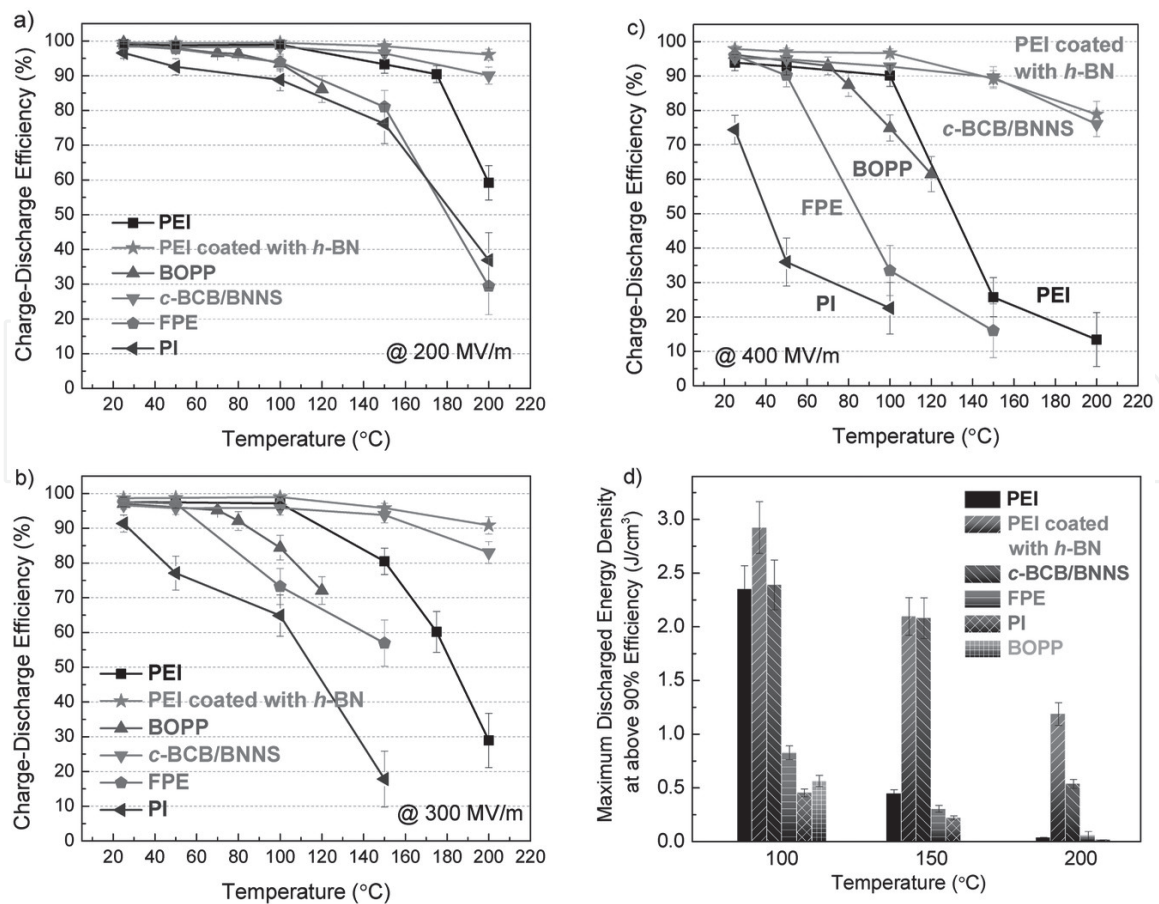 a)
Charge-Discharge Efficiency (%)
100
90
80
70
60
50
40
30
20
10
0
PEI
PEI coated with h-BN
BOPP
c-BCB/BNNS
FPE
PI
@ 200 MV/m
20 40 60 80 100 120 140 160 180 200 220
Temperature (°C)
b)
Charge-Discharge Efficiency (%)
100
90
80
70
60
50
40
30
20
10
0
PEI
PEI coated with h-BN
BOPP
c-BCB/BNNS
FPE
PI
@ 300 MV/m
20 40 60 80 100 120 140 160 180 200 220
Temperature (°C)
c)
Charge-Discharge Efficiency (%)
100
90
80
70
60
50
40
30
20
10
0
PEI coated
with h-BN
c-BCB/BNNS
BOPP
FPE
PI
PEI
@ 400 MV/m
20 40 60 80 100 120 140 160 180 200 220
Temperature (°C)
d)
Maximum Discharged Energy Density
at above 90% Efficiency (J/cm³)
3.0
2.5
2.0
1.5
1.0
0.5
0.0
PEI
PEI coated
with h-BN
c-BCB/BNNS
FPE
PI
BOPP
100 150 200
Temperature (°C)